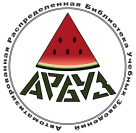 Автоматизированная Распределенная Библиотека Учебных Заведений
АРБУЗ